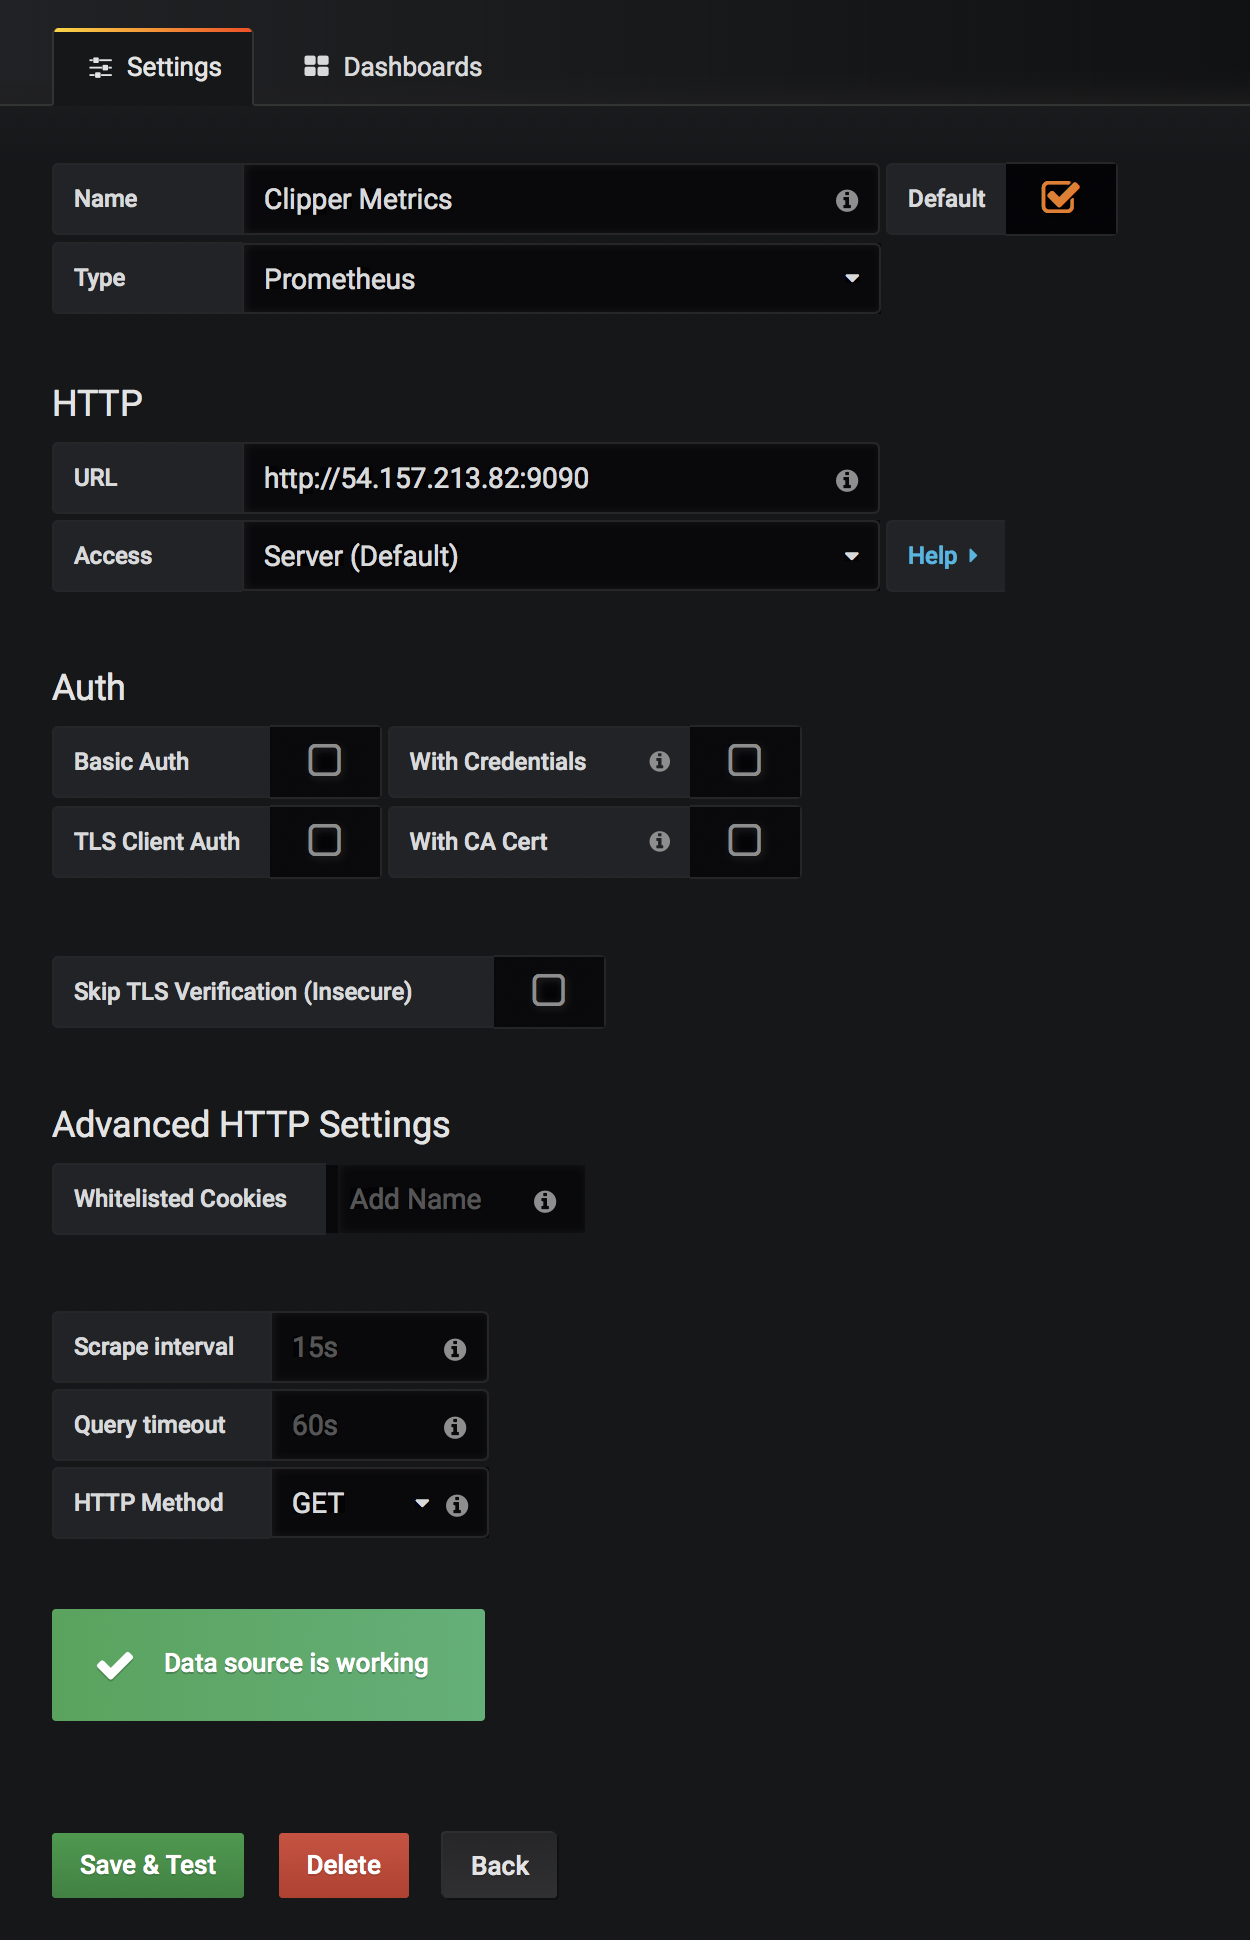 Settings Dashboards
Name Clipper Metrics Default
Type Prometheus
HTTP
URL http://54.157.213.82:9090
Access Server (Default) Help
Auth
Basic Auth With Credentials
TLS Client Auth With CA Cert
Skip TLS Verification (Insecure)
Advanced HTTP Settings
Whitelisted Cookies Add Name
Scrape interval 15s
Query timeout 60s
HTTP Method GET
Data source is working
Save & Test Delete Back